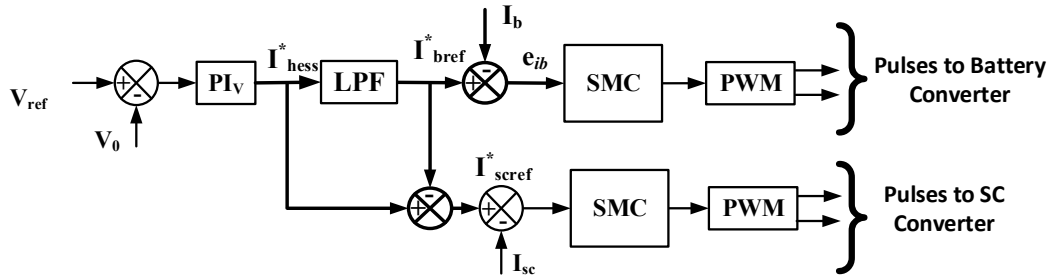 I_b
I*_hess
I*_bref
e_ib
V_ref
+
-
PI_V
LPF
+
-
SMC
PWM
Pulses to Battery
Converter
V_0
I*_scref
+
-
+
-
SMC
PWM
Pulses to SC
Converter
I_sc